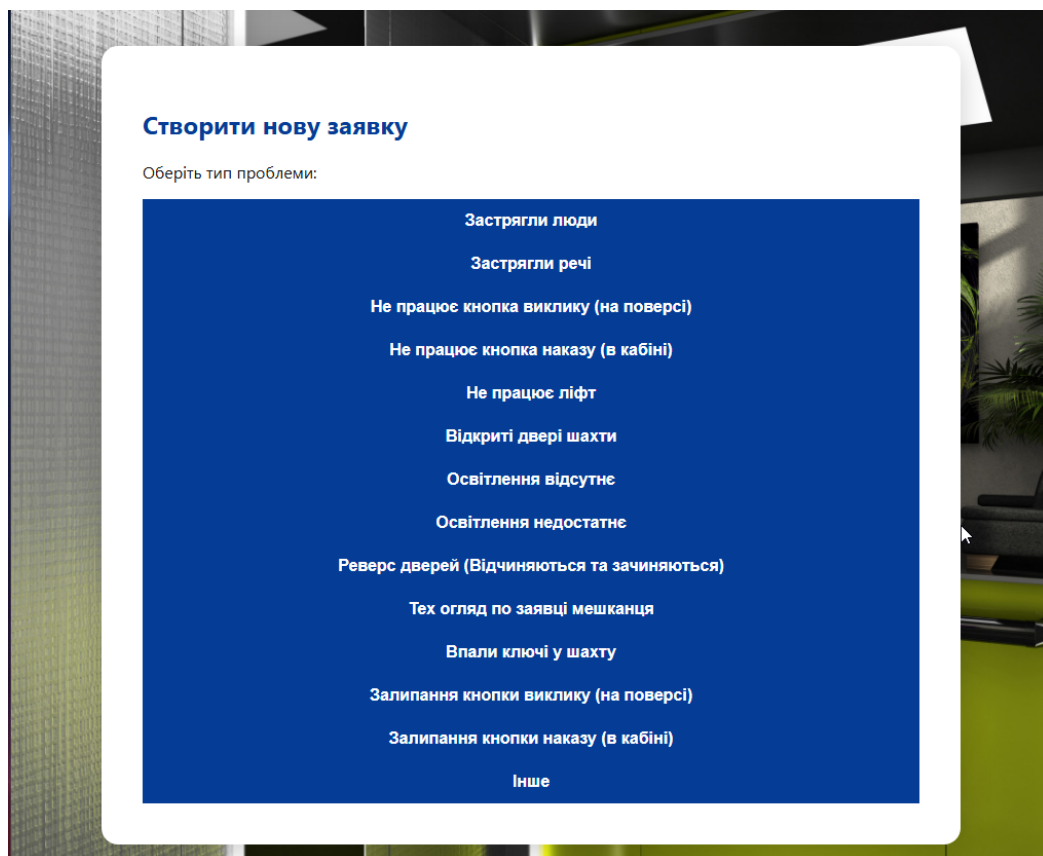 Створити нову заявку
Оберіть тип проблеми:
Застрягли люди
Застрягли речі
Не працює кнопка виклику (на поверсі)
Не працює кнопка наказу (в кабіні)
Не працює ліфт
Відкриті двері шахти
Освітлення відсутнє
Освітлення недостатнє
Реверс дверей (Відчиняються та зачиняються)
Тех огляд по заявці мешканця
Впали ключі у шахту
Залипання кнопки виклику (на поверсі)
Залипання кнопки наказу (в кабіні)
Інше